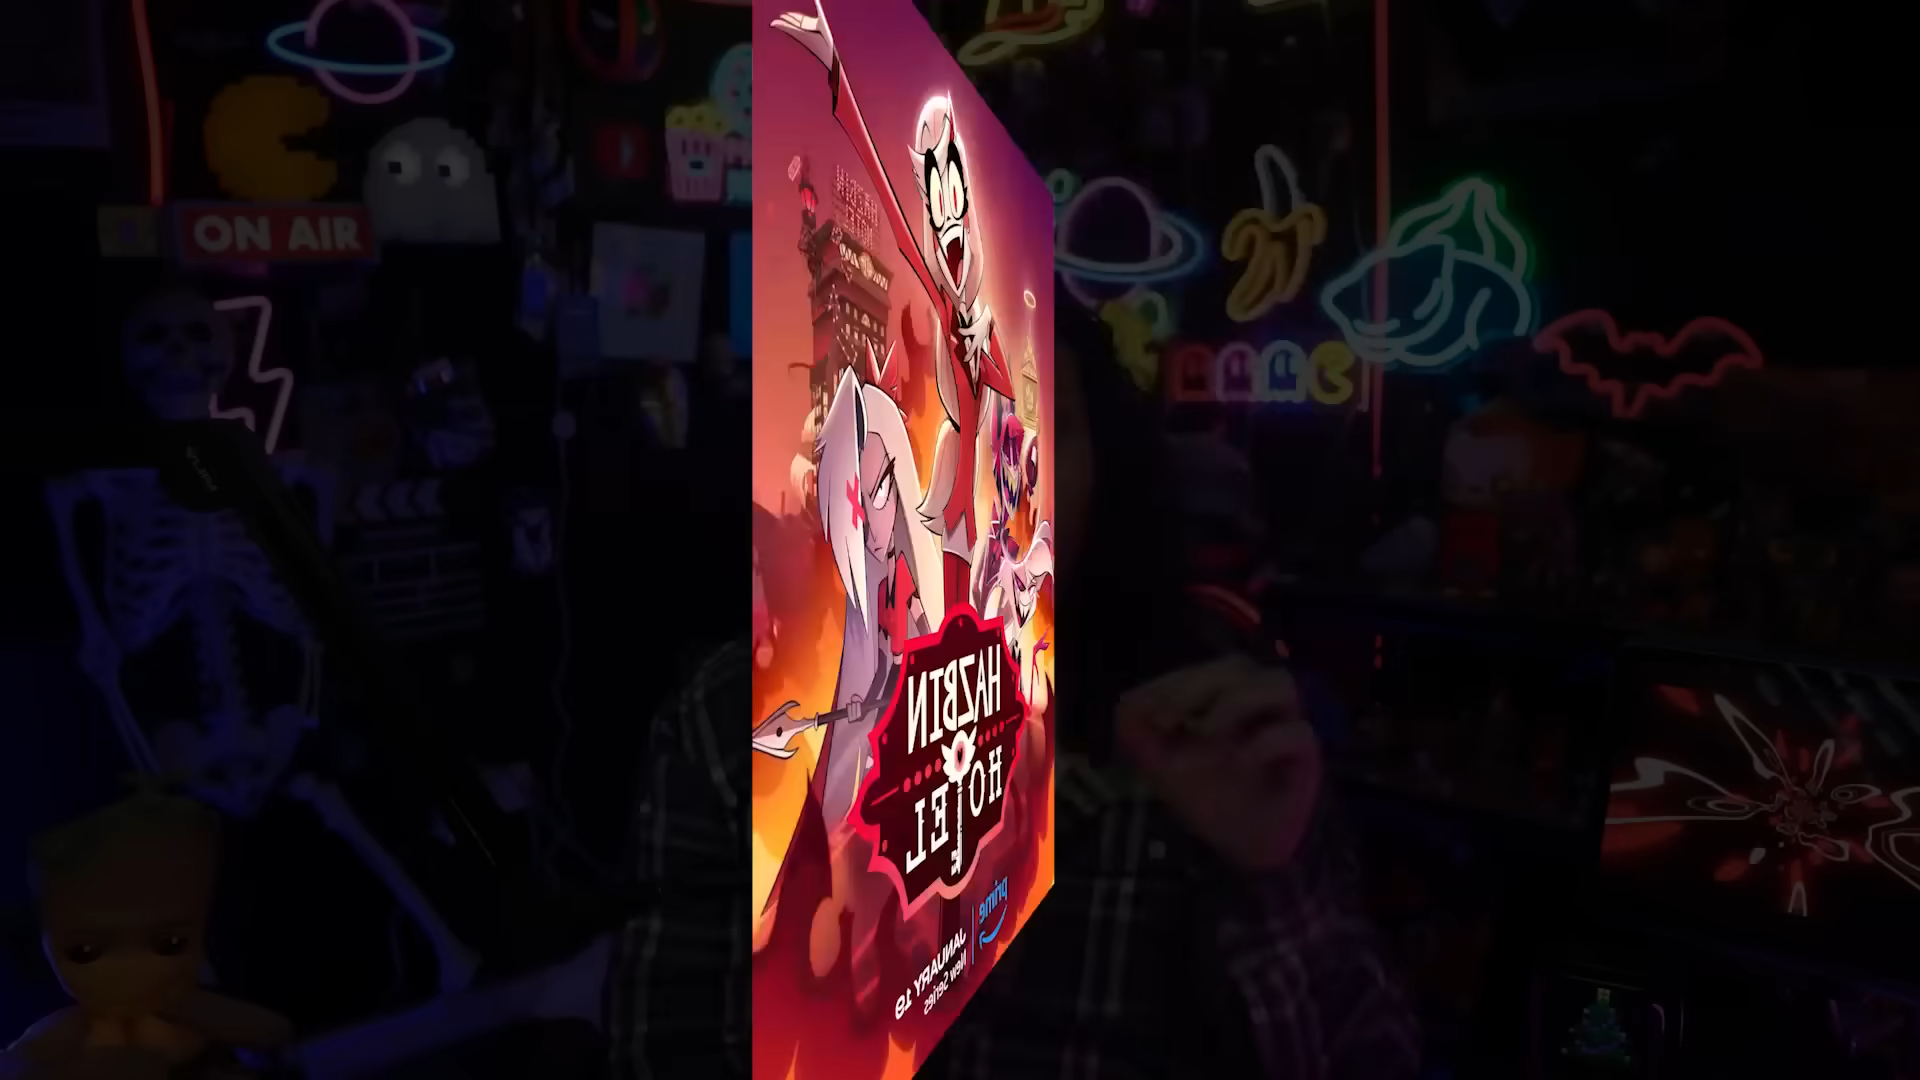 ON AIR
HAZBIN
HOTEL
prime
JANUARY 19
New Series